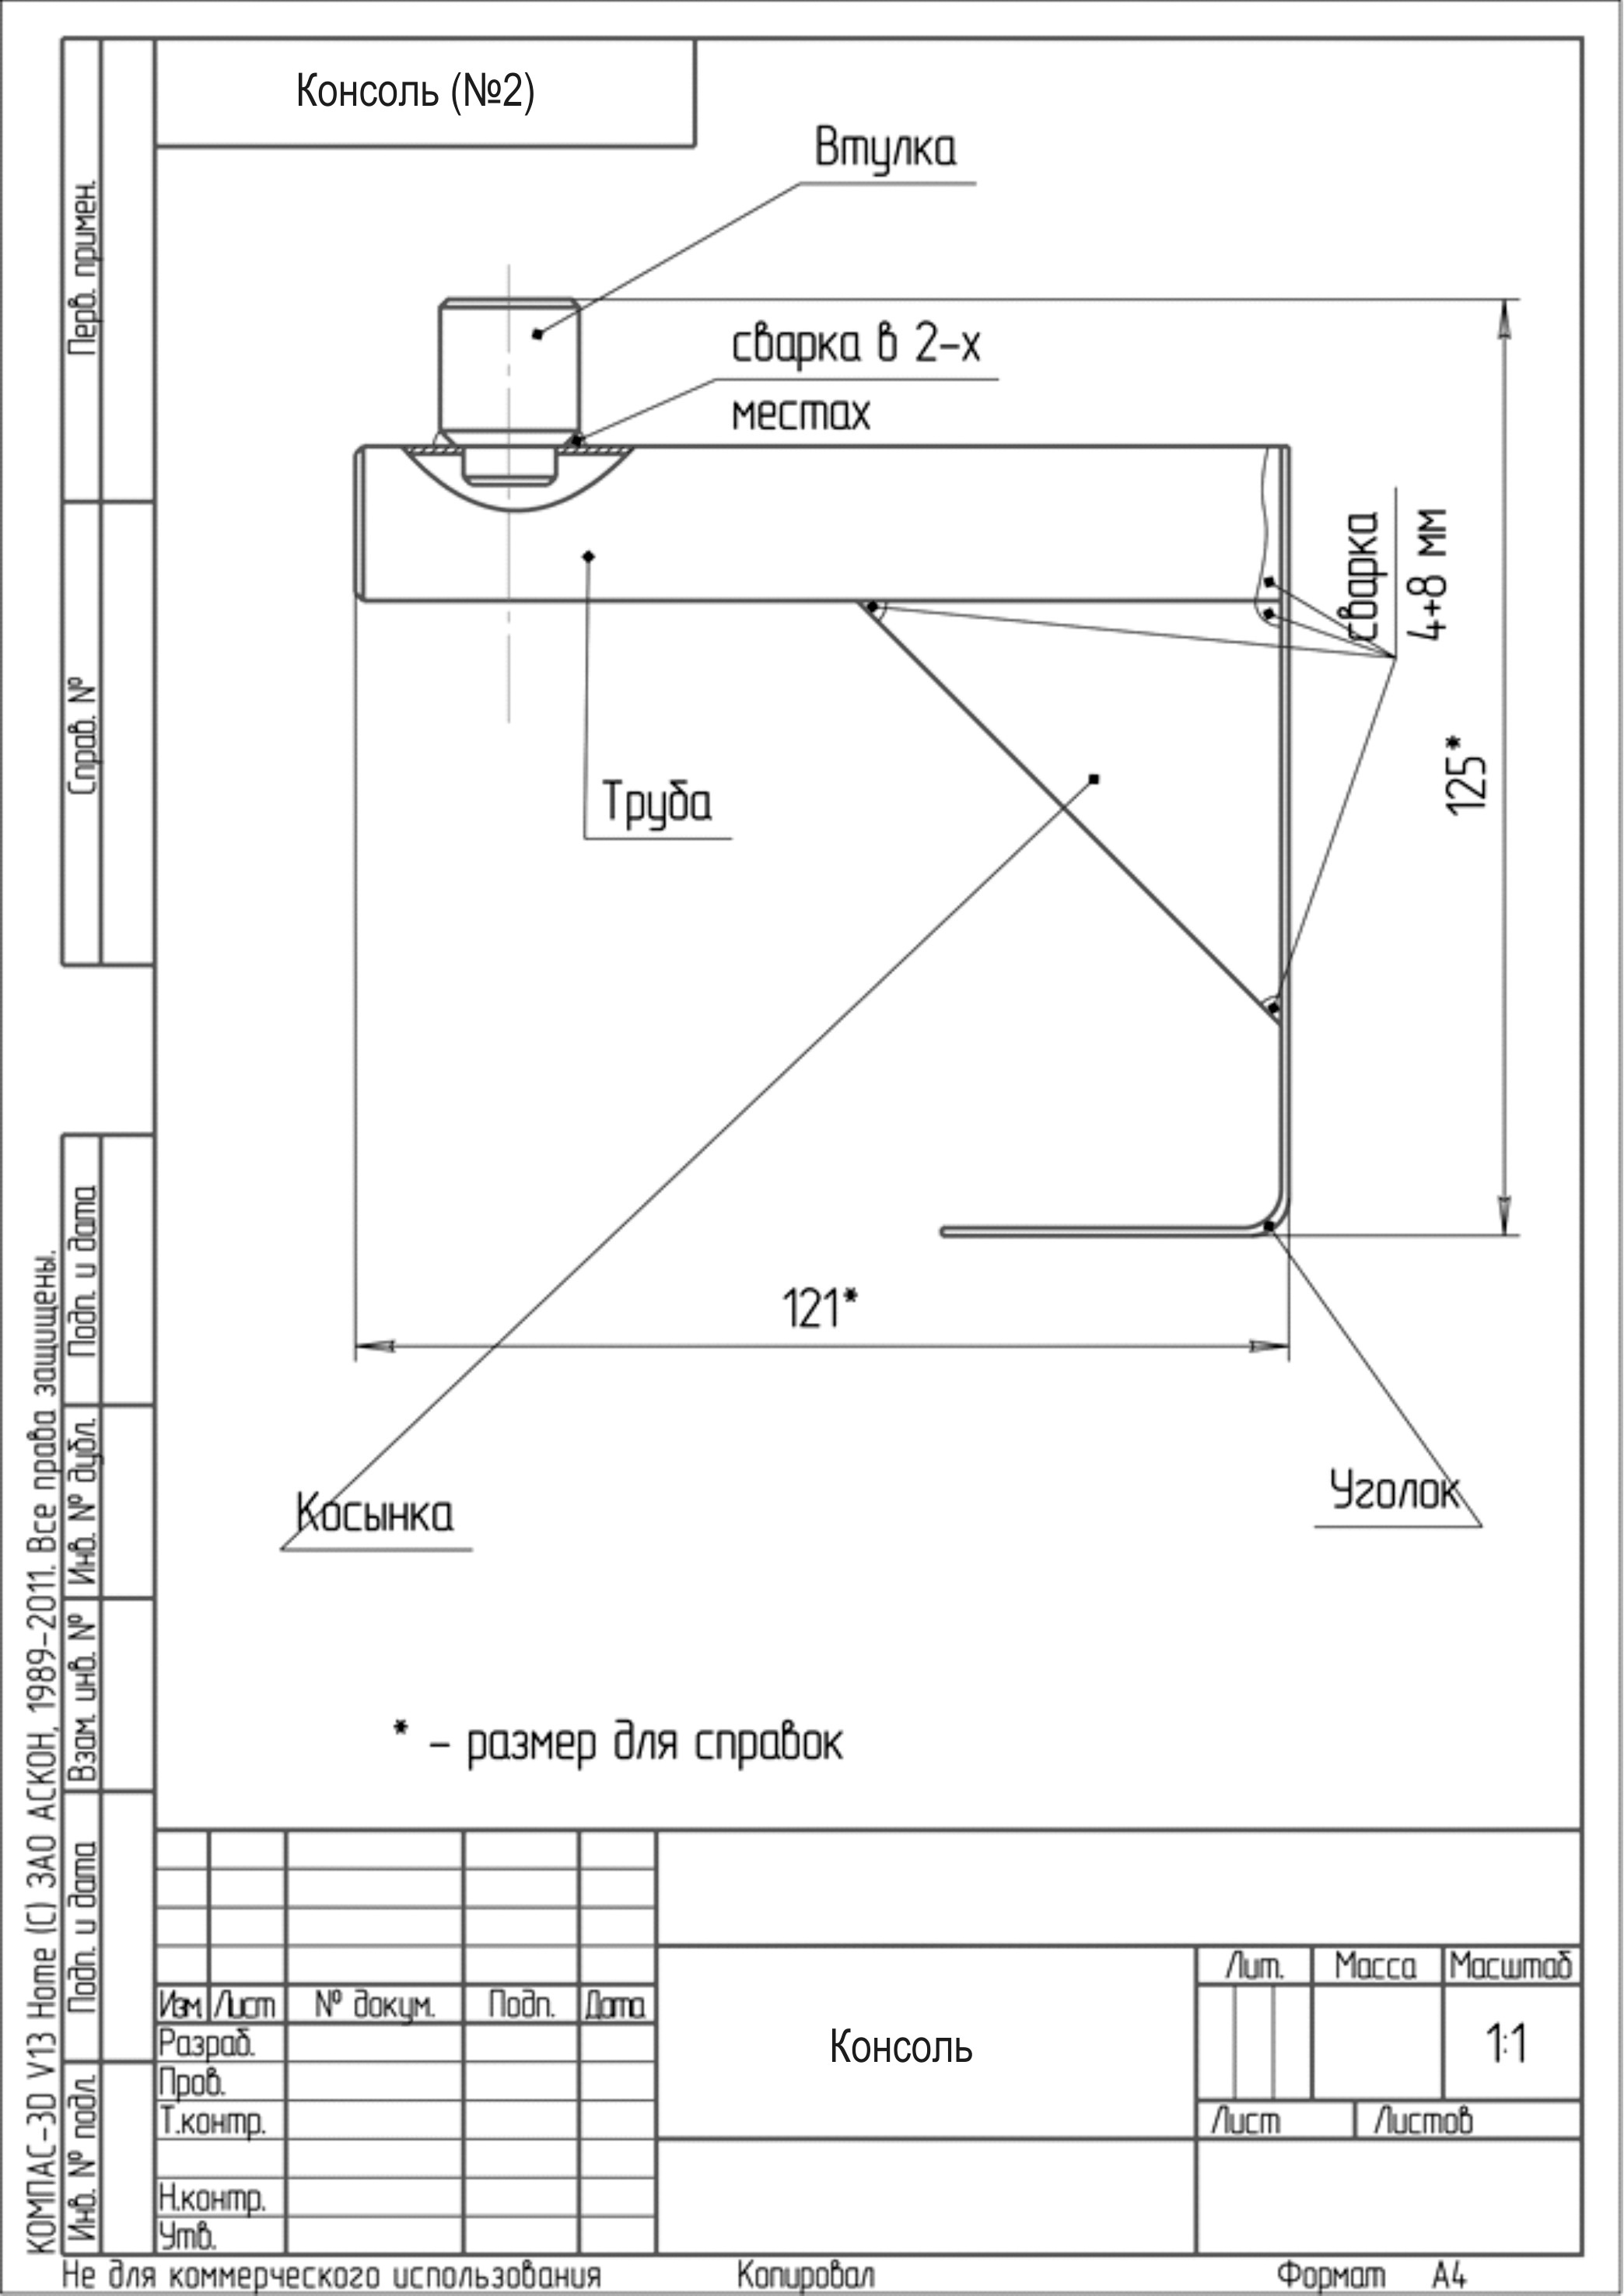 Консоль (№2)
Втулка
сварка в 2-х
местах
сварка
4+8 мм
125*
Труба
121*
Косынка
Уголок
* - размер для справок
Перв. примен.
Справ. №
Подп. и дата
Инв. № дубл.
Взам. инв. №
Подп. и дата
Инв. № подл.
КОМПАС-3D V13 Home (C) ЗАО АСКОН, 1989-2011. Все права защищены.
Изм Лист № докум. Подп. Дата
Разраб.
Пров.
Т.контр.
Н.контр.
Утв.
Консоль
Лит. Масса Масштаб
1:1
Лист Листов
Не для коммерческого использования Копировал Формат А4